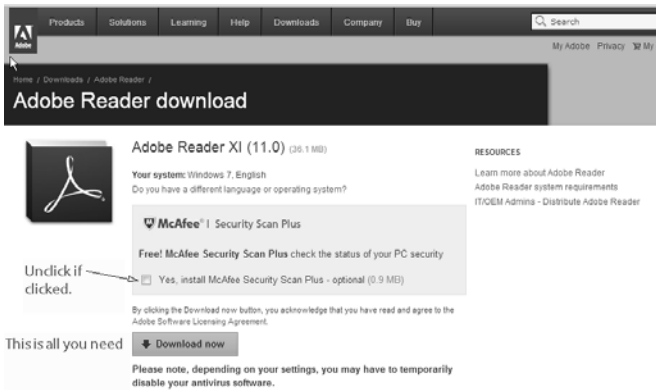 Products Solutions Learning Help Downloads Company Buy Search
Adobe
My Adobe Privacy My
Home / Downloads / Adobe Reader /
Adobe Reader download
Adobe Reader XI (11.0) (36.1 MB)
Your system: Windows 7, English
Do you have a different language or operating system?
McAfee® | Security Scan Plus
Free! McAfee Security Scan Plus check the status of your PC security
Yes, install McAfee Security Scan Plus - optional (0.9 MB)
Unclick if
clicked.
By clicking the Download now button, you acknowledge that you have read and agree to the
Adobe Software Licensing Agreement.
This is all you need
Download now
Please note, depending on your settings, you may have to temporarily
disable your antivirus software.
RESOURCES
Learn more about Adobe Reader
Adobe Reader system requirements
IT/OEM Admins - Distribute Adobe Reader